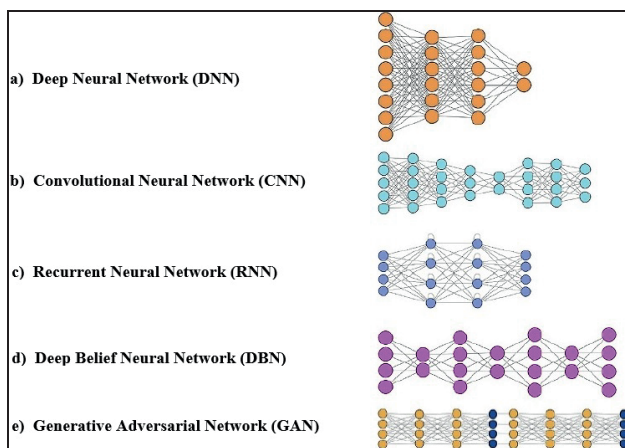 a) Deep Neural Network (DNN)
b) Convolutional Neural Network (CNN)
c) Recurrent Neural Network (RNN)
d) Deep Belief Neural Network (DBN)
e) Generative Adversarial Network (GAN)